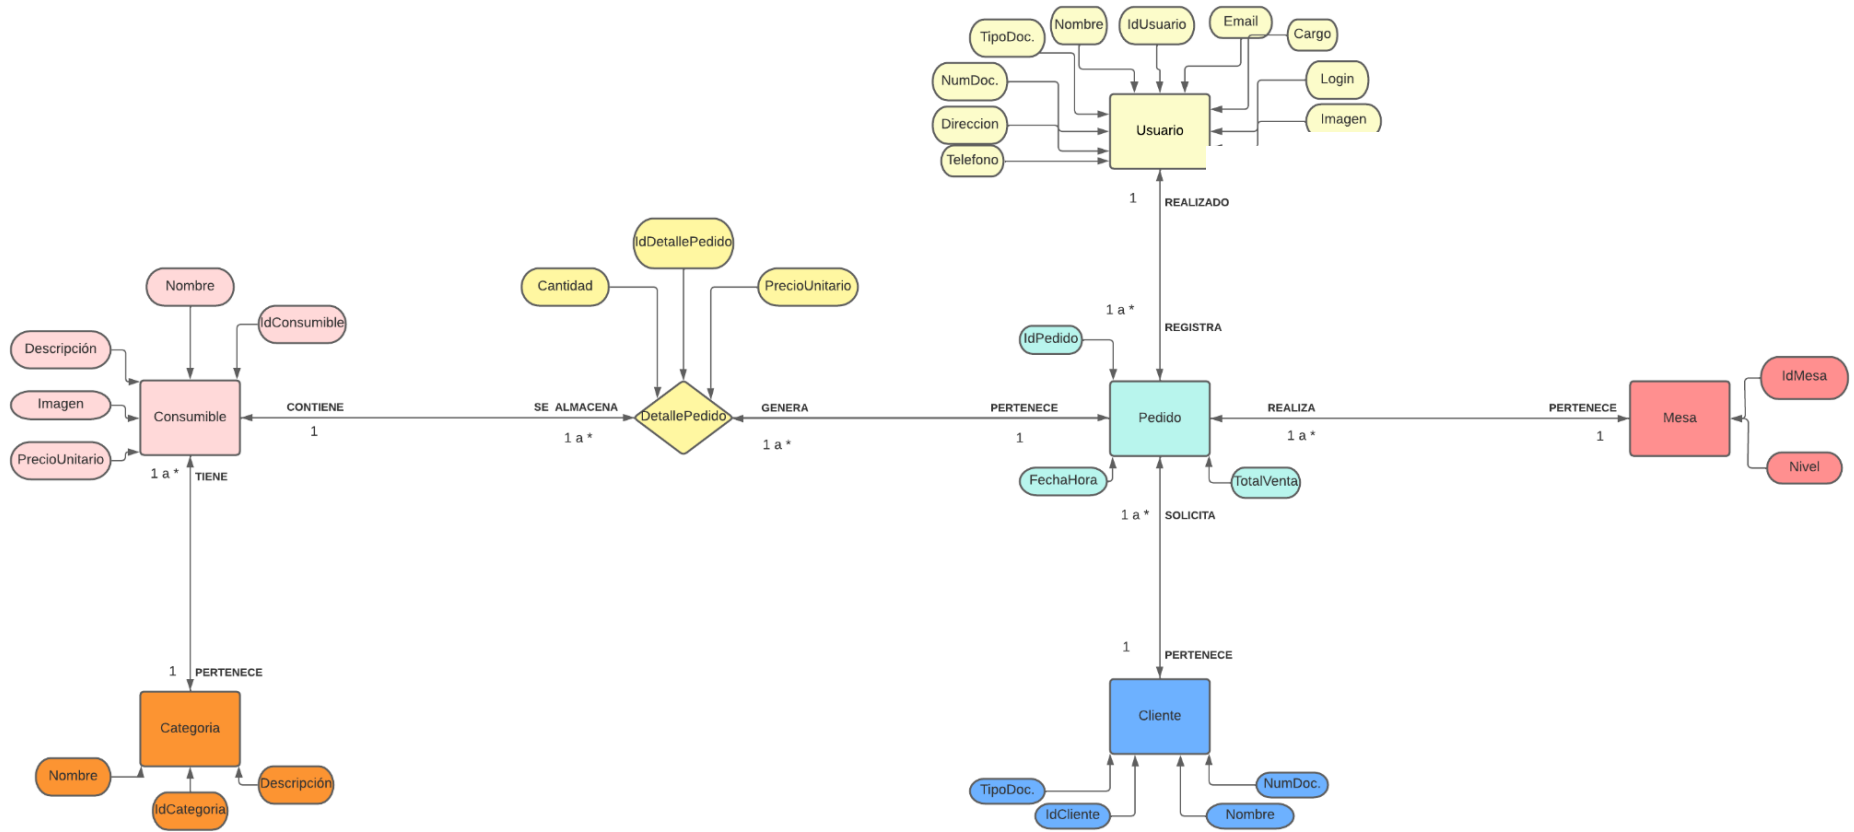 Nombre
IdUsuario
Email
Cargo
TipoDoc.
NumDoc.
Login
Direccion
Imagen
Usuario
Telefono
1
REALIZADO
IdDetallePedido
Cantidad
PrecioUnitario
Nombre
IdConsumible
Descripción
Imagen
PrecioUnitario
Consumible
CONTIENE
1
SE ALMACENA
1 a *
DetallePedido
GENERA
1 a *
PERTENECE
1
1 a *
REGISTRA
IdPedido
Pedido
FechaHora
TotalVenta
REALIZA
1 a *
PERTENECE
1
Mesa
IdMesa
Nivel
1 a *
TIENE
1 a *
SOLICITA
1
PERTENECE
1
PERTENECE
Categoria
Nombre
IdCategoria
Descripción
Cliente
TipoDoc.
IdCliente
Nombre
NumDoc.